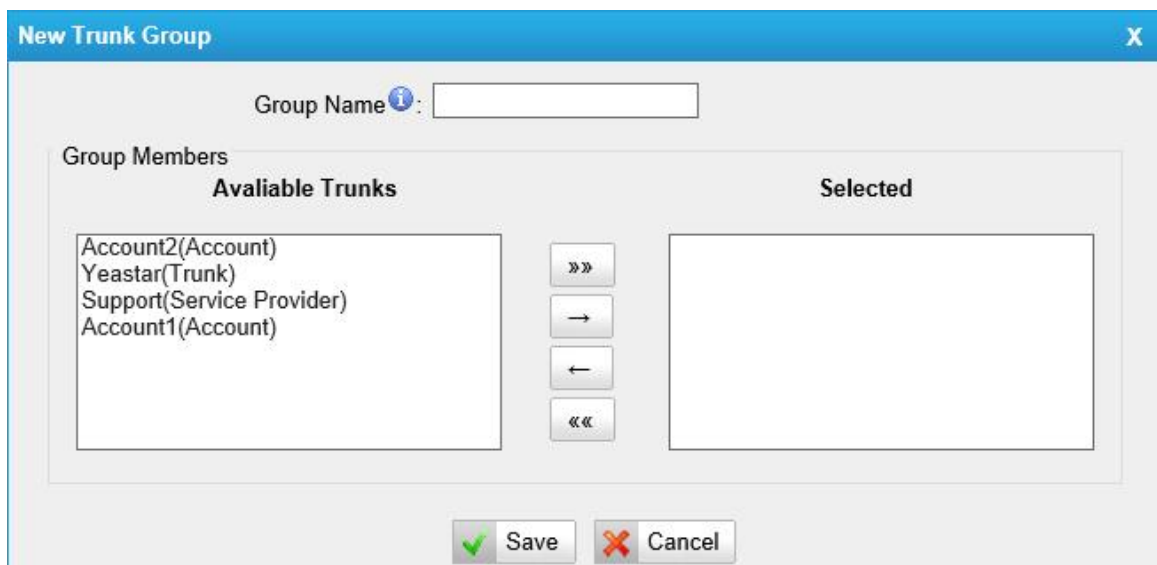 New Trunk Group X
Group Name i :
Group Members
Avaliable Trunks Selected
Account2(Account)
Yeastar(Trunk)
Support(Service Provider)
Account1(Account)
»»
→
←
««
Save Cancel